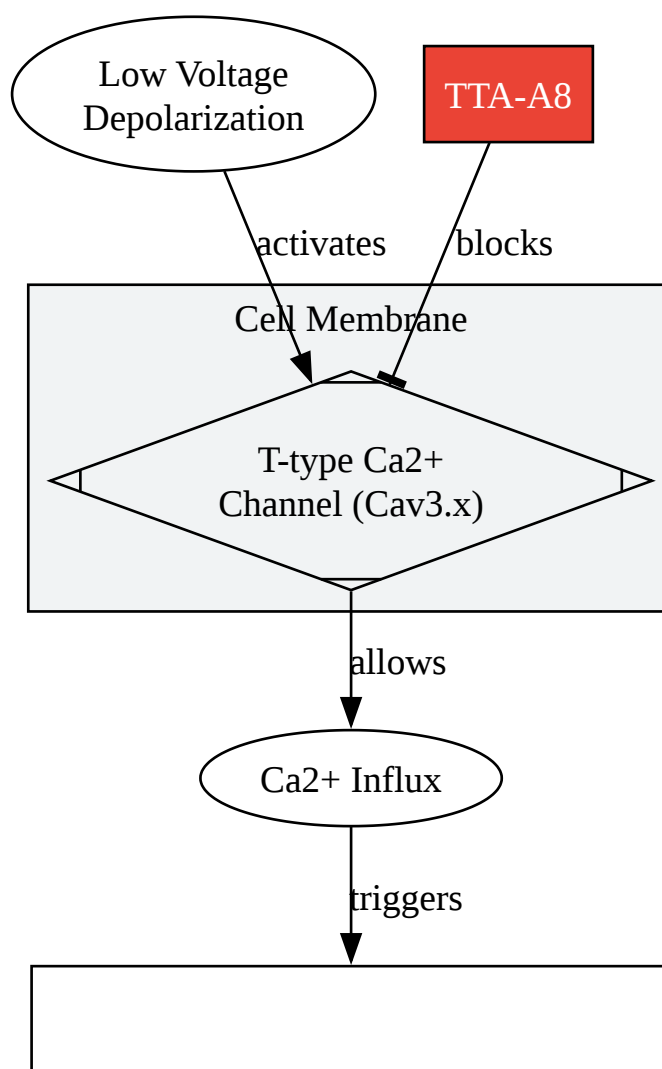 Low Voltage
Depolarization
TTA-A8
activates
blocks
Cell Membrane
T-type Ca2+
Channel (Cav3.x)
allows
Ca2+ Influx
triggers